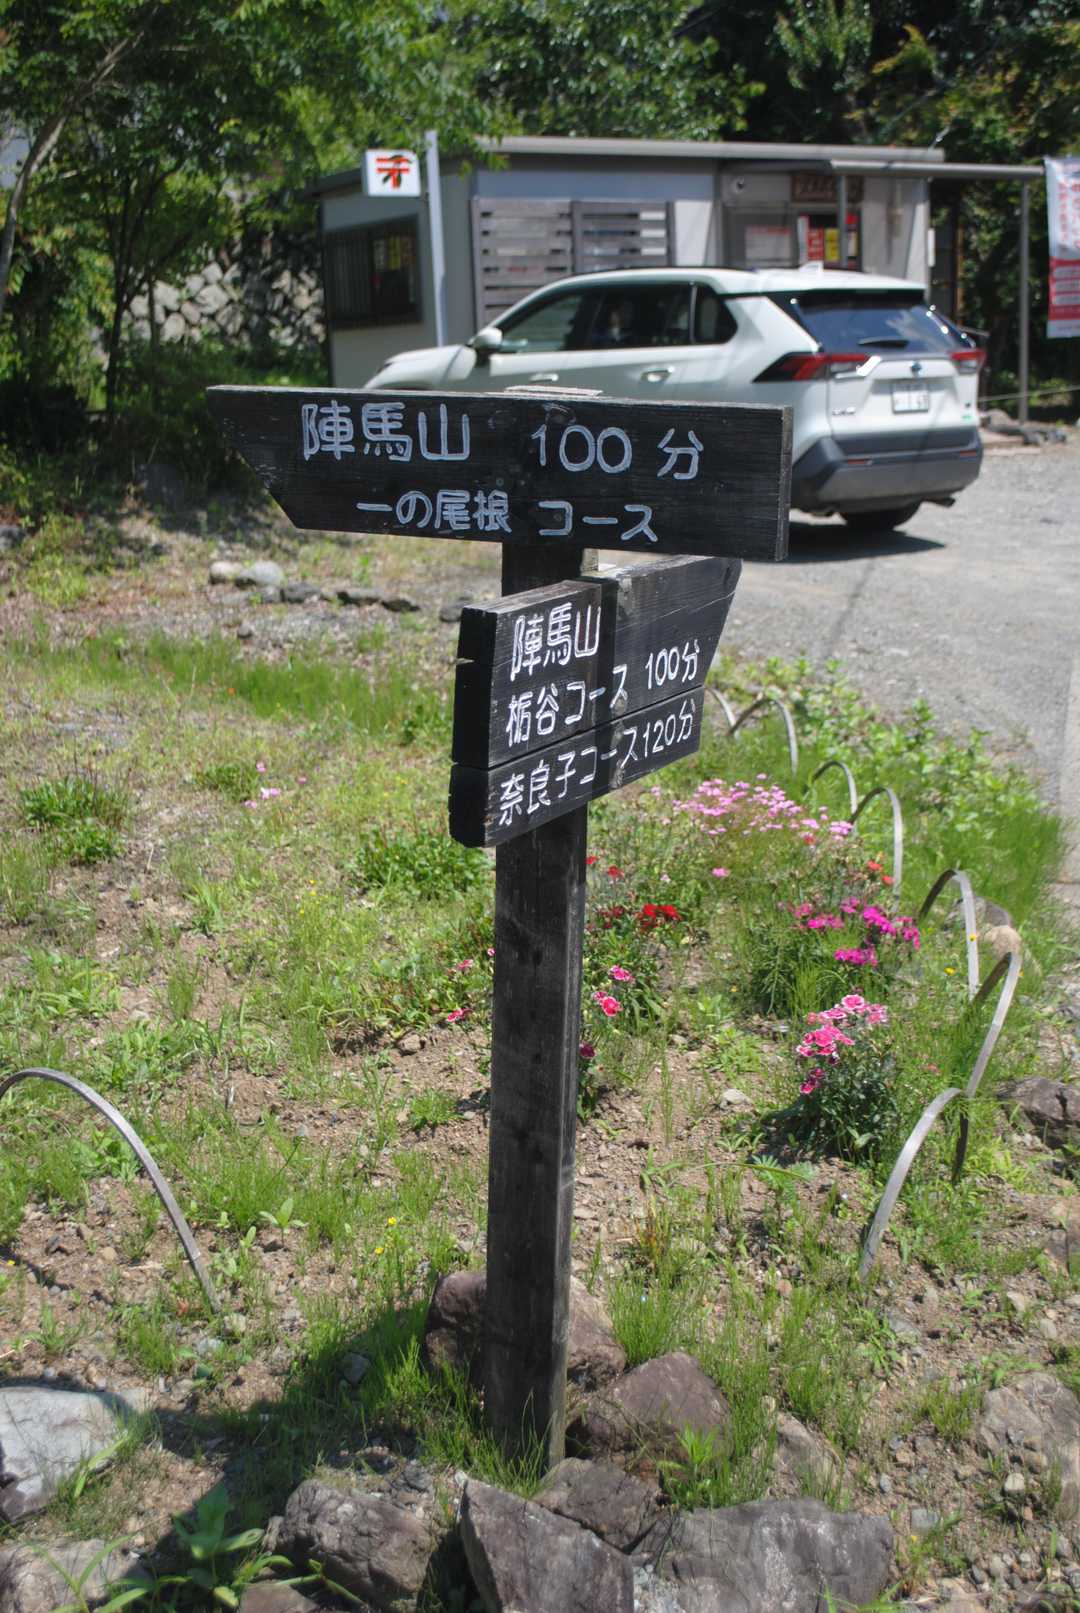 陣馬山 100分
一の尾根 コース
陣馬山
栃谷コース 100分
奈良子コース120分